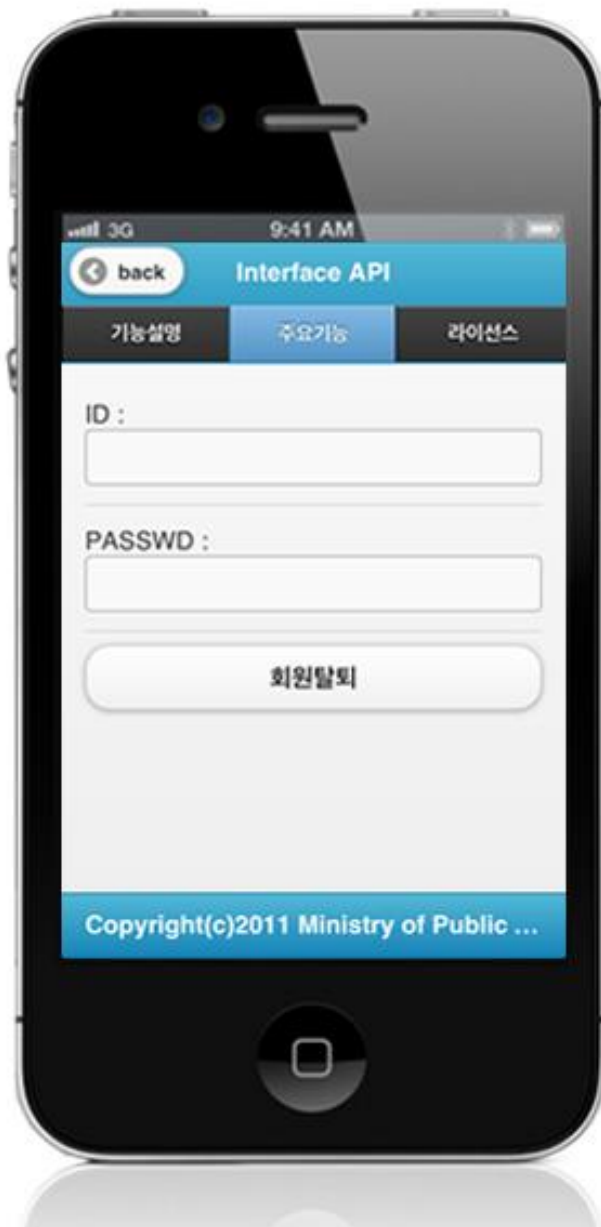 3G 9:41 AM
back Interface API
기능설명 주요기능 라이선스
ID :
PASSWD :
회원탈퇴
Copyright(c)2011 Ministry of Public ...